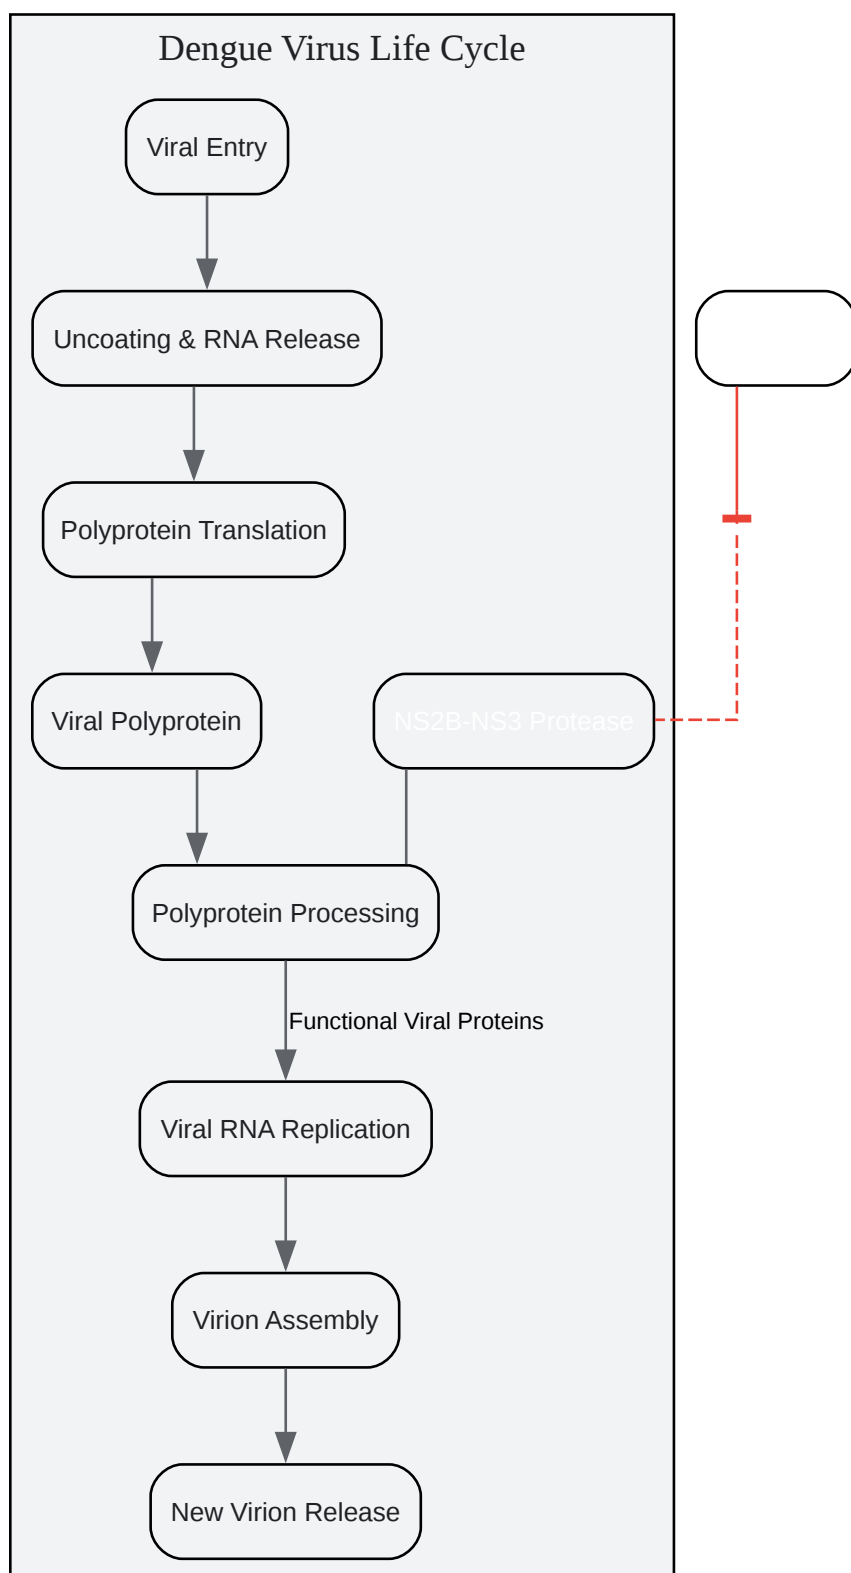 Dengue Virus Life Cycle
Viral Entry
Uncoating & RNA Release
Polyprotein Translation
Viral Polyprotein
NS2B-NS3 Protease
Polyprotein Processing
Functional Viral Proteins
Viral RNA Replication
Virion Assembly
New Virion Release